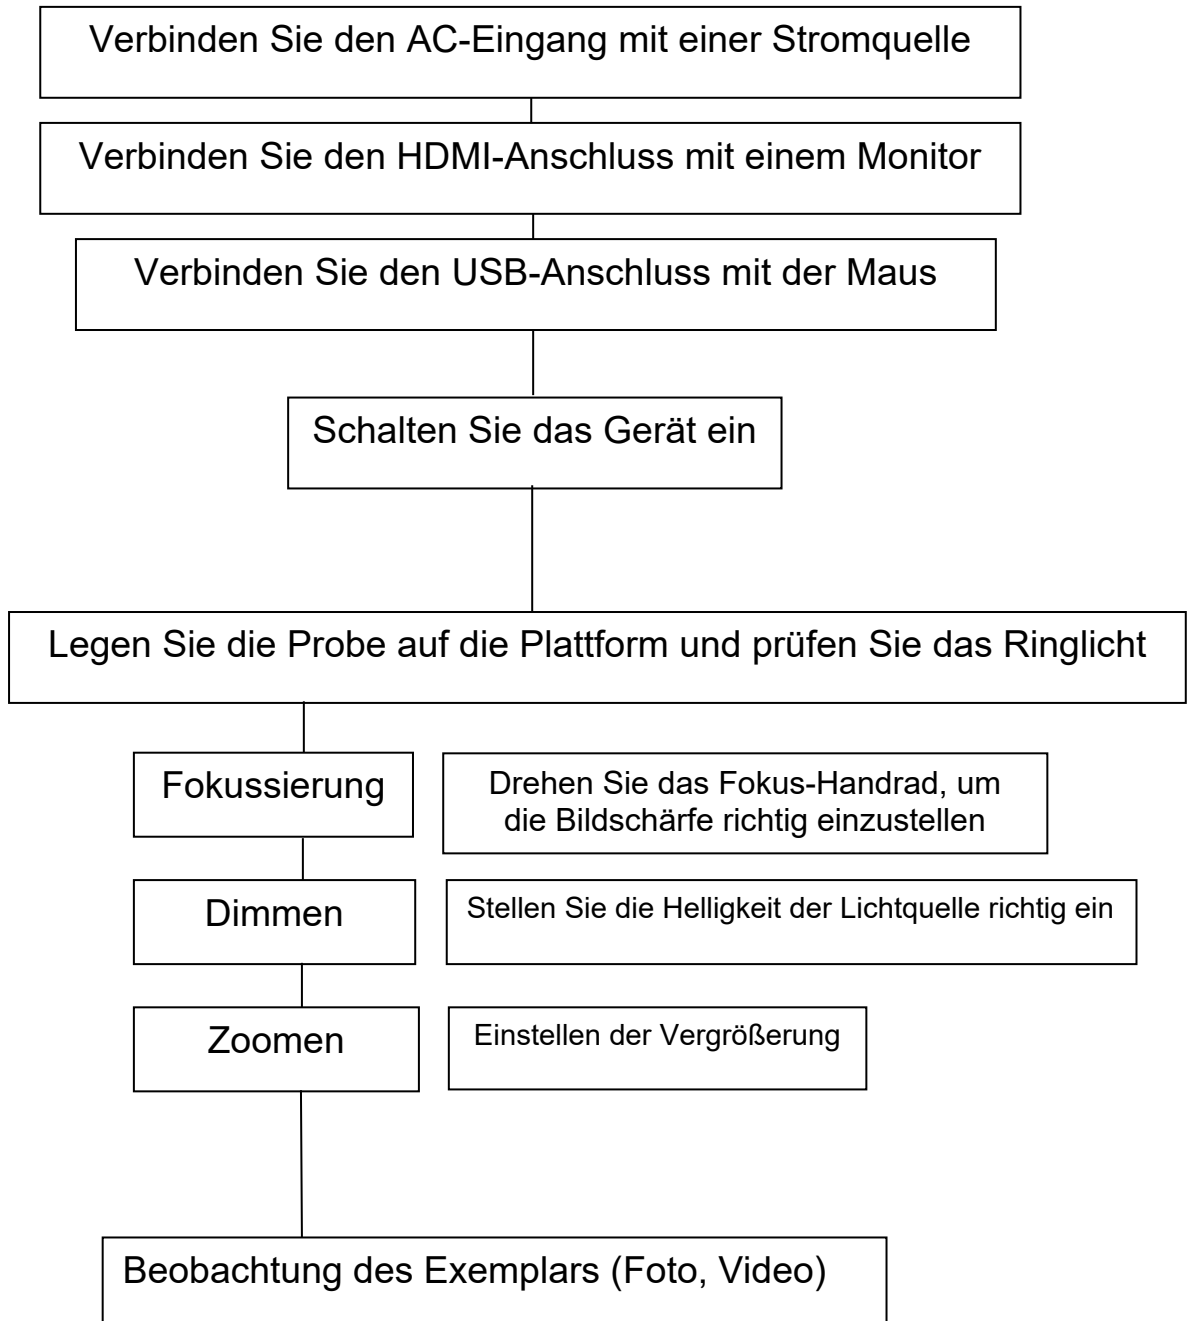 Verbinden Sie den AC-Eingang mit einer Stromquelle
Verbinden Sie den HDMI-Anschluss mit einem Monitor
Verbinden Sie den USB-Anschluss mit der Maus
Schalten Sie das Gerät ein
Legen Sie die Probe auf die Plattform und prüfen Sie das Ringlicht
Fokussierung
Drehen Sie das Fokus-Handrad, um
die Bildschärfe richtig einzustellen
Dimmen
Stellen Sie die Helligkeit der Lichtquelle richtig ein
Zoomen
Einstellen der Vergrößerung
Beobachtung des Exemplars (Foto, Video)